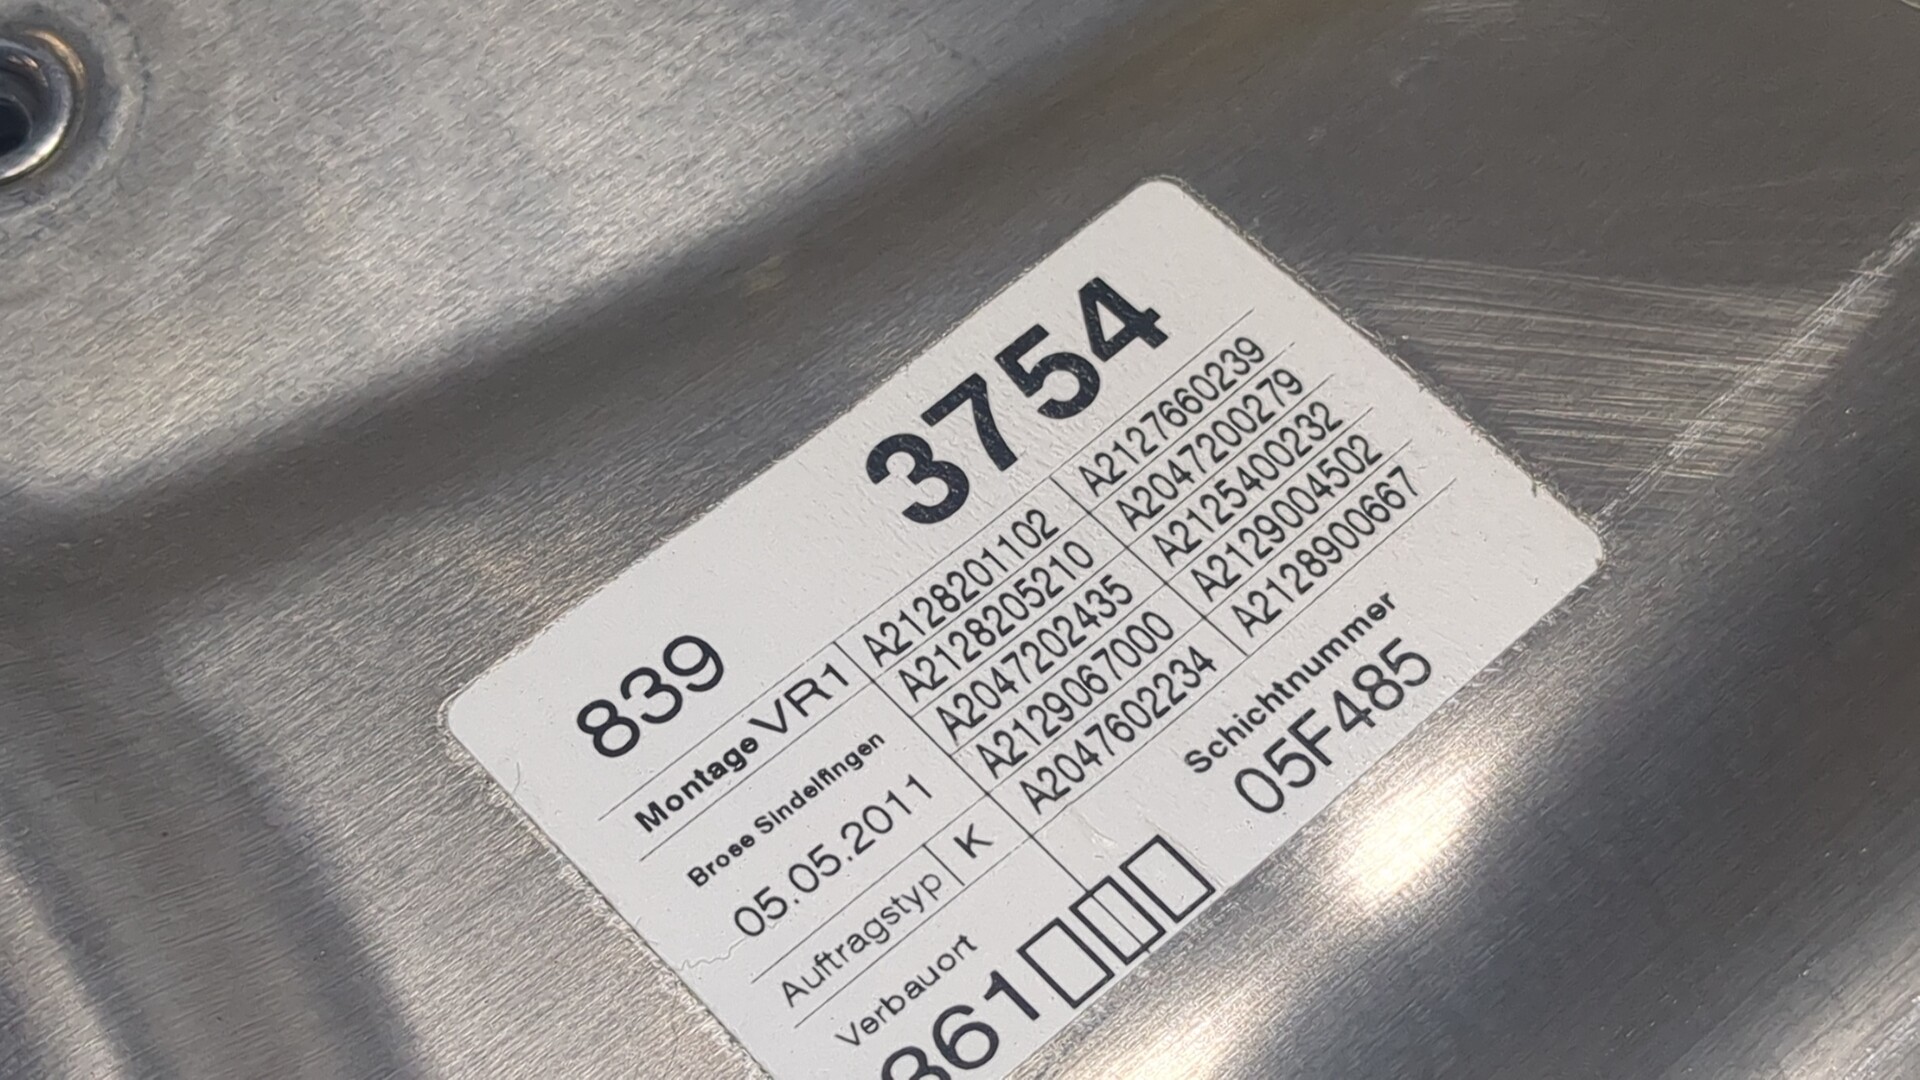 839 3754
Montage VR1
Brose Sindelfingen
05.05.2011
Auftragstyp K
A2128201102 A2127660239
A2128205210 A2047200279
A2047202435 A2125400232
A2129067000 A2129004502
A2047602234 A2128900667
Verbauort
861
Schichtnummer
05F485